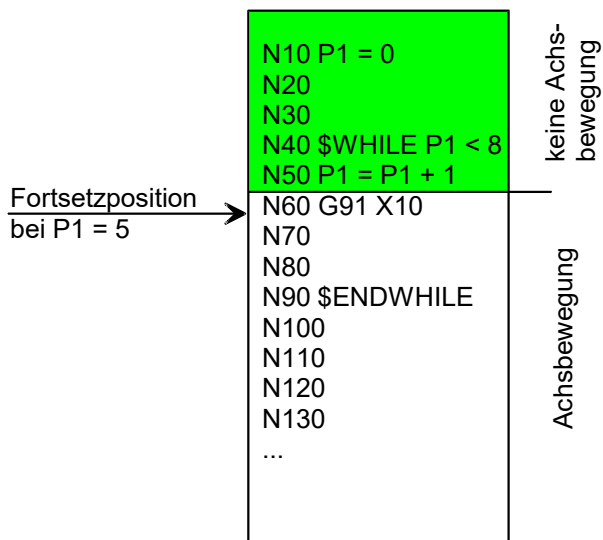 N10 P1 = 0
N20
N30
N40 $WHILE P1 < 8
N50 P1 = P1 + 1
keine Achs-
bewegung
Fortsetzposition
bei P1 = 5
N60 G91 X10
N70
N80
N90 $ENDWHILE
N100
N110
N120
N130
...
Achsbewegung